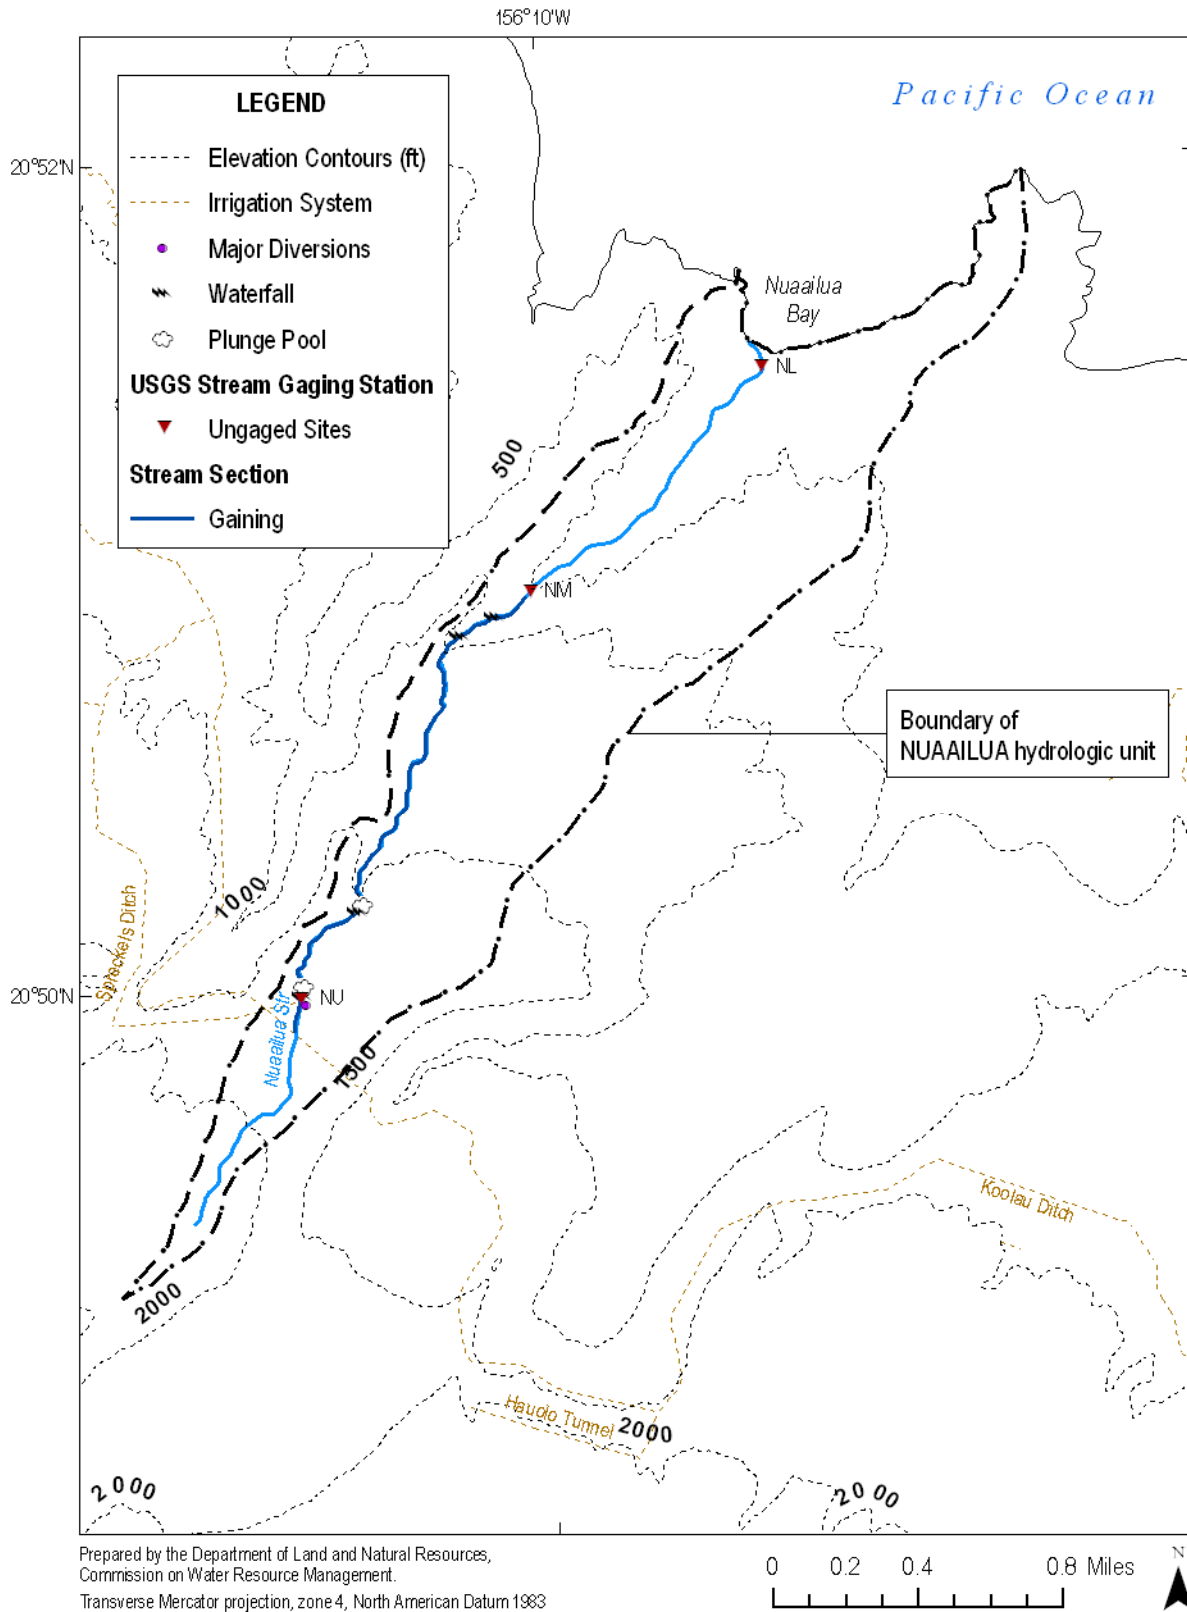 156°10'W
Pacific Ocean
LEGEND
20°52'N
Elevation Contours (ft)
Irrigation System
Major Diversions
Waterfall
Plunge Pool
USGS Stream Gaging Station
Ungaged Sites
Stream Section
Gaining
Nuaailua
Bay
NL
500
NM
Boundary of
NUAAILUA hydrologic unit
1000
Spreckels Ditch
20°50'N
NU
Nuaailua Str
1500
Koolau Ditch
2000
Hauolo Tunnel
2000
2000
2000
Prepared by the Department of Land and Natural Resources,
Commission on Water Resource Management.
Transverse Mercator projection, zone 4, North American Datum 1983
0 0.2 0.4 0.8 Miles
N